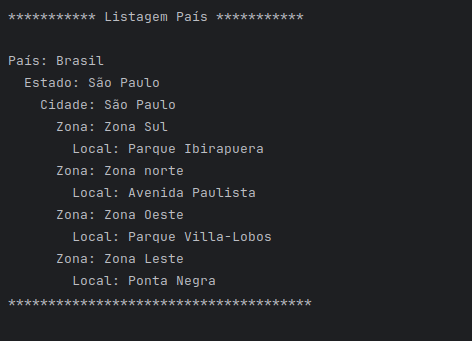 *********** Listagem País ***********
País: Brasil
Estado: São Paulo
Cidade: São Paulo
Zona: Zona Sul
Local: Parque Ibirapuera
Zona: Zona norte
Local: Avenida Paulista
Zona: Zona Oeste
Local: Parque Villa-Lobos
Zona: Zona Leste
Local: Ponta Negra
**************************************